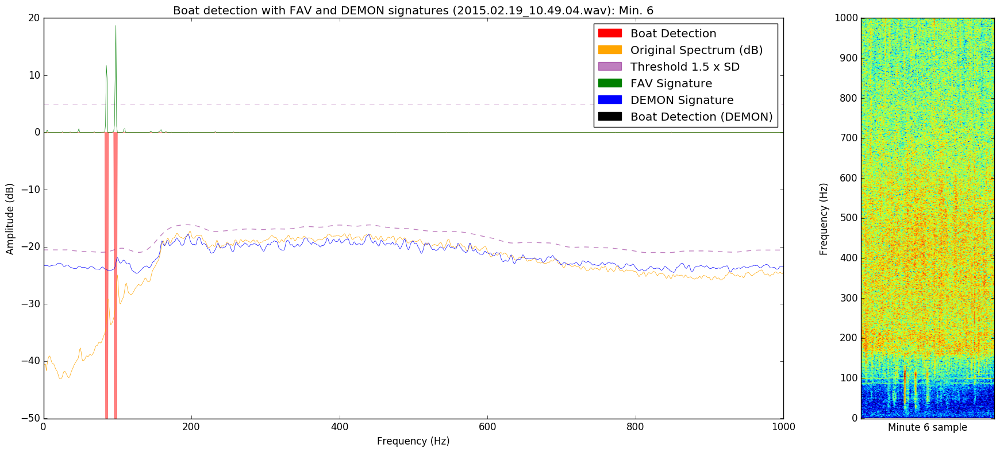 Boat detection with FAV and DEMON signatures (2015.02.19_10.49.04.wav): Min. 6
20
10
0
−10
−20
−30
−40
−50
Amplitude (dB)
Boat Detection
Original Spectrum (dB)
Threshold 1.5 x SD
FAV Signature
DEMON Signature
Boat Detection (DEMON)
0
200
400
600
800
1000
Frequency (Hz)
1000
900
800
700
600
500
400
300
200
100
0
Frequency (Hz)
Minute 6 sample